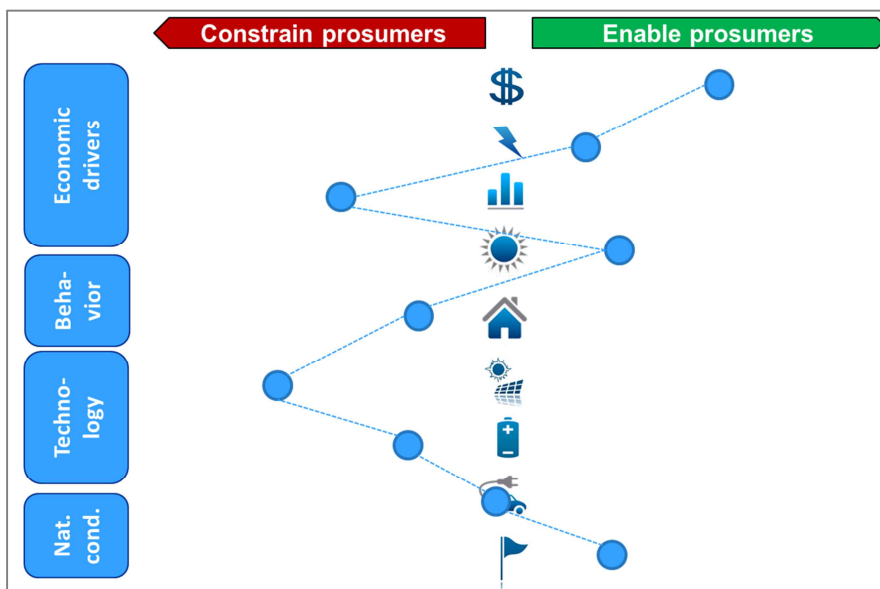 Constrain prosumers
Enable prosumers
Economic
drivers
Beha-
vior
Techno-
logy
Nat.
cond.